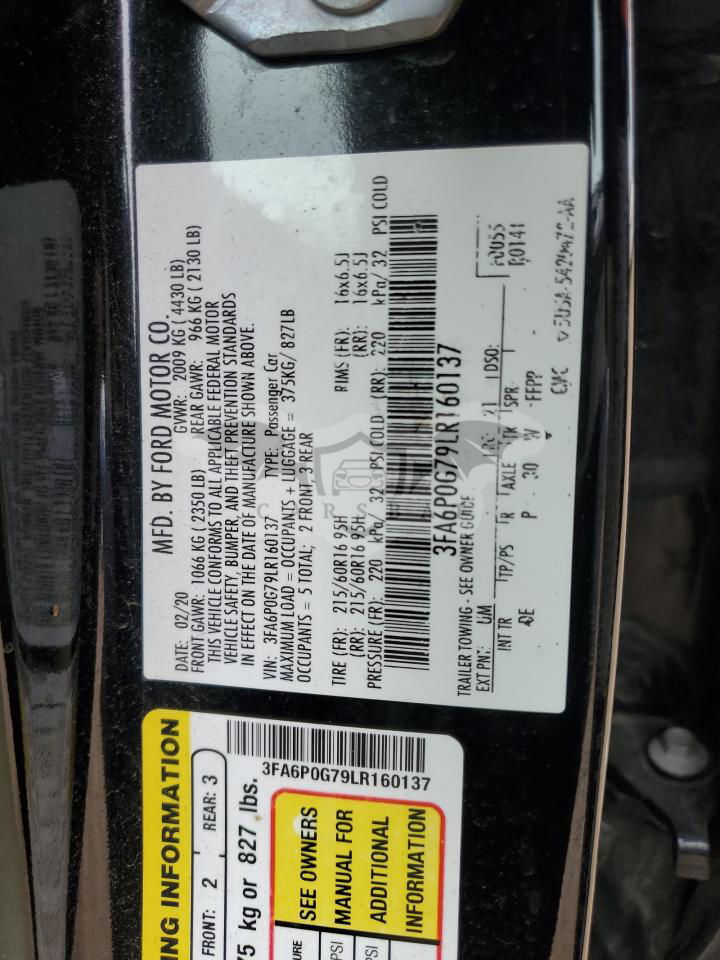 MFD. BY FORD MOTOR CO.
DATE: 02/20 GVWR: 2009 KG ( 4430 LB)
FRONT GAWR: 1066 KG ( 2350 LB) REAR GAWR: 966 KG ( 2130 LB)
THIS VEHICLE CONFORMS TO ALL APPLICABLE FEDERAL MOTOR
VEHICLE SAFETY, BUMPER, AND THEFT PREVENTION STANDARDS
IN EFFECT ON THE DATE OF MANUFACTURE SHOWN ABOVE.
VIN: 3FA6P0G79LR160137 TYPE: Passenger Car
MAXIMUM LOAD = OCCUPANTS + LUGGAGE = 375KG/ 827LB
OCCUPANTS = 5 TOTAL; 2 FRONT, 3 REAR
TIRE (FR): 215/60R16 95H RIMS (FR): 16x6.5J
(RR): 215/60R16 95H (RR): 16x6.5J
PRESSURE (FR): 220 kPa/ 32 PSI COLD (RR): 220 kPa/ 32 PSI COLD
3FA6P0G79LR160137
TRAILER TOWING - SEE OWNER GUIDE
EXT PNT: UM DSO:
INT TR TP/PS R AXLE TR SPR
P 30 W
3FA6P0G79LR160137
INFORMATION
FRONT: 2 REAR: 3
kg or 827 lbs.
SEE OWNERS
MANUAL FOR
ADDITIONAL
INFORMATION
PSI
PSI